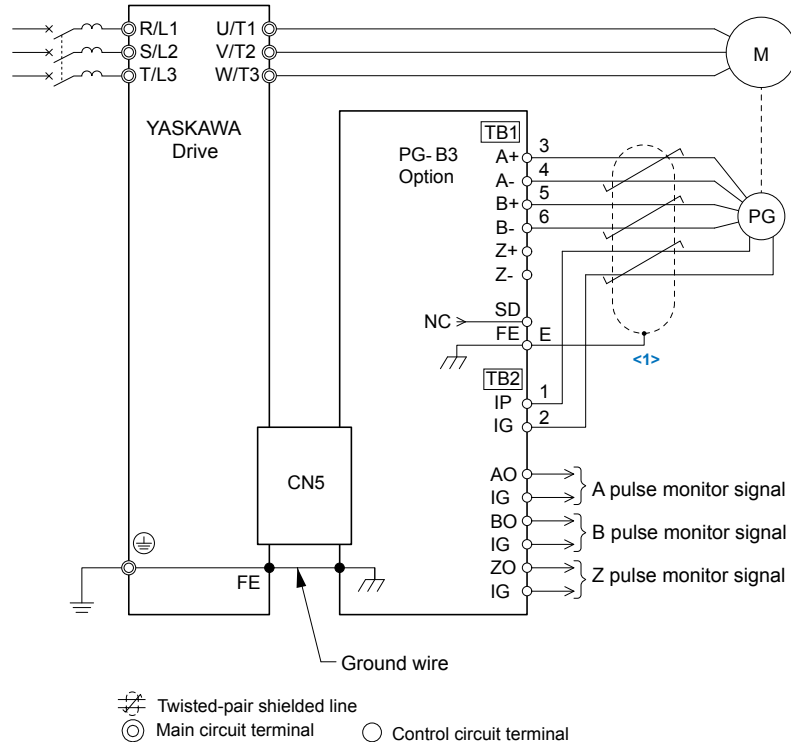 R/L1 U/T1
S/L2 V/T2
T/L3 W/T3
M
YASKAWA
Drive
PG- B3
Option
TB1
A+ 3
A- 4
B+ 5
B- 6
Z+
Z-
PG
NC SD
FE E
<1>
TB2
IP 1
IG 2
CN5
AO
IG
A pulse monitor signal
BO
IG
B pulse monitor signal
ZO
IG
Z pulse monitor signal
FE
Ground wire
Twisted-pair shielded line
Main circuit terminal
Control circuit terminal